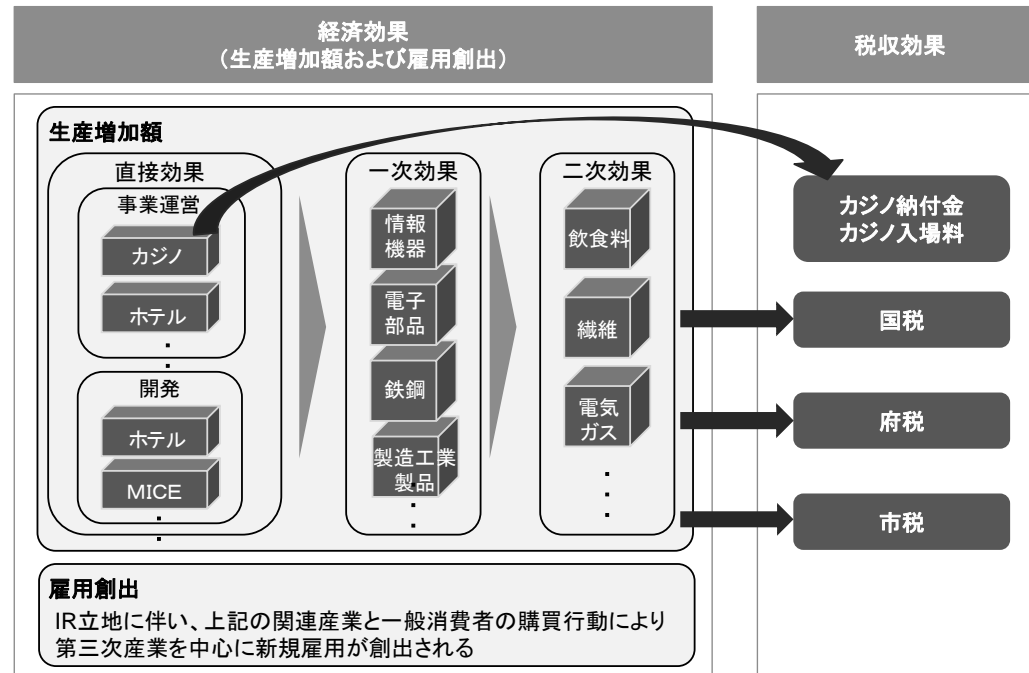 経済効果
（生産増加額および雇用創出）
税収効果
生産増加額
直接効果
事業運営
カジノ
ホテル
・
・
開発
ホテル
MICE
・
・
一次効果
情報
機器
電子
部品
鉄鋼
製造工業
製品
・
・
・
二次効果
飲食料
繊維
電気
ガス
・
・
・
カジノ納付金
カジノ入場料
国税
府税
市税
雇用創出
IR立地に伴い、上記の関連産業と一般消費者の購買行動により
第三次産業を中心に新規雇用が創出される